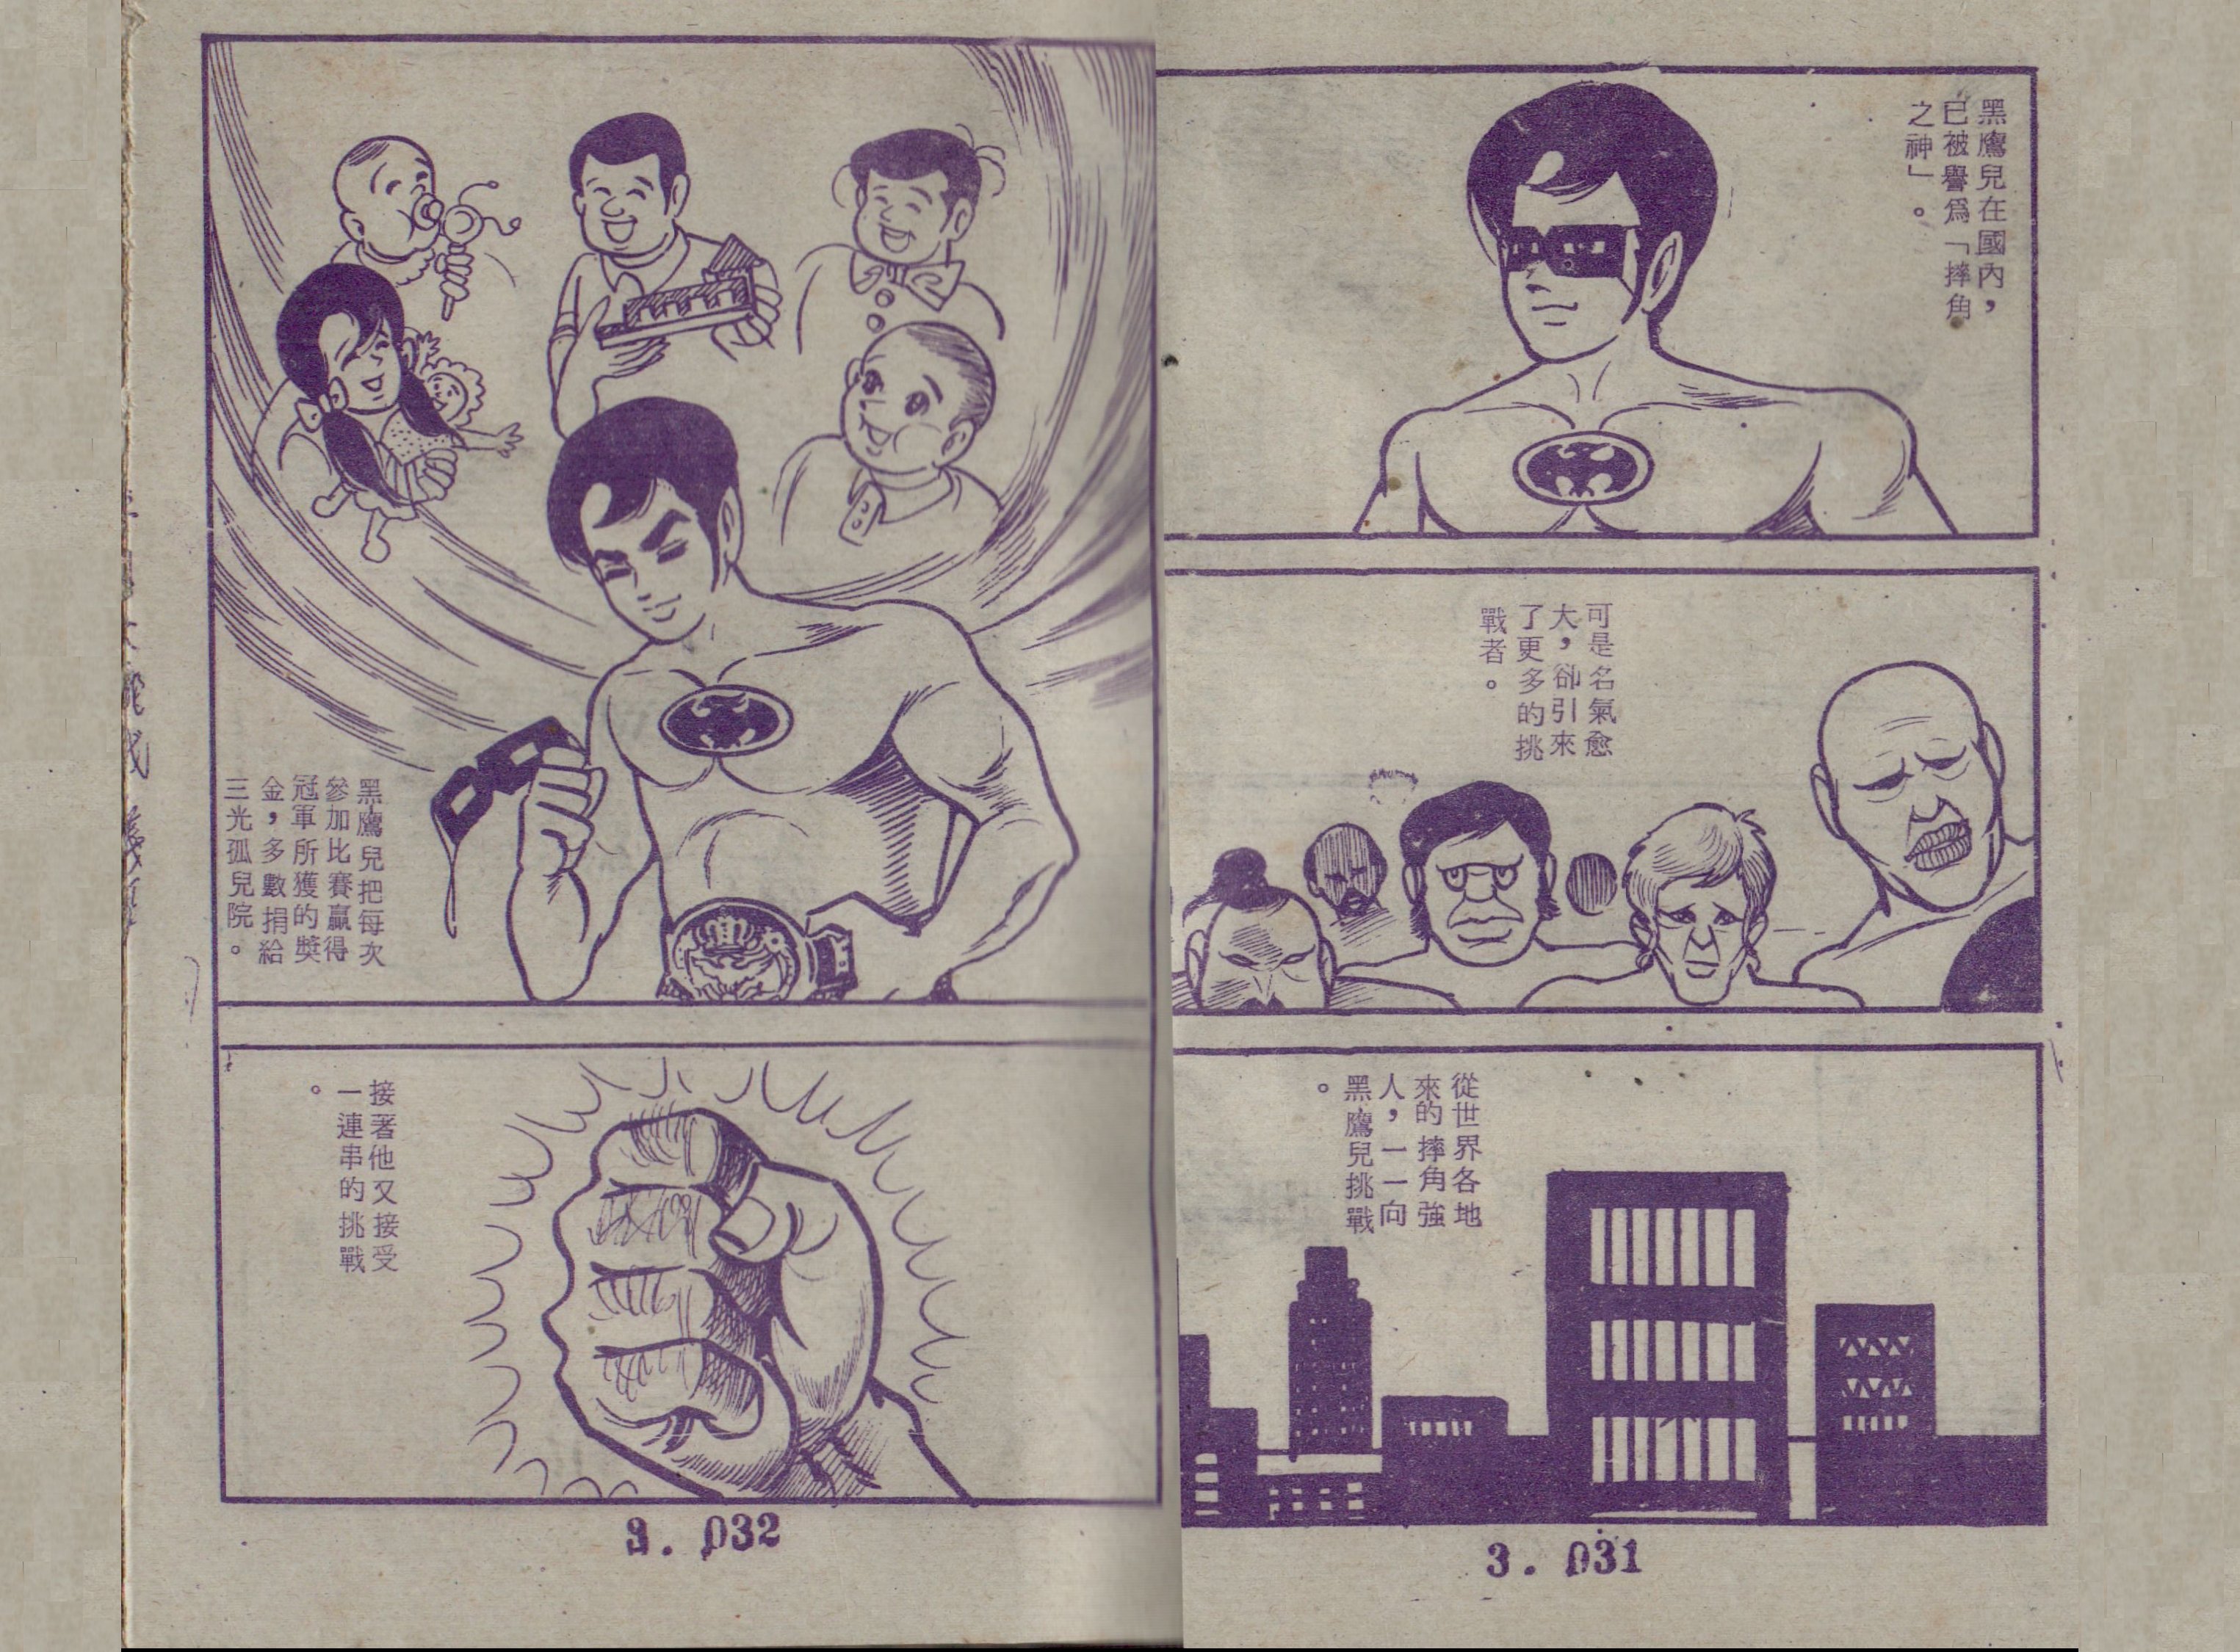 黑鷹兒在國內，
已被譽為「摔角
之神」。
可是名氣愈
大，卻引來
了更多的挑
戰者。
從世界各地
來的摔角強
人，一一向
黑鷹兒挑戰
。
3.031
黑鷹兒把每次
參加比賽贏得
冠軍所獲的獎
金，多數捐給
三光孤兒院。
接著他又接受
一連串的挑戰
。
3.032